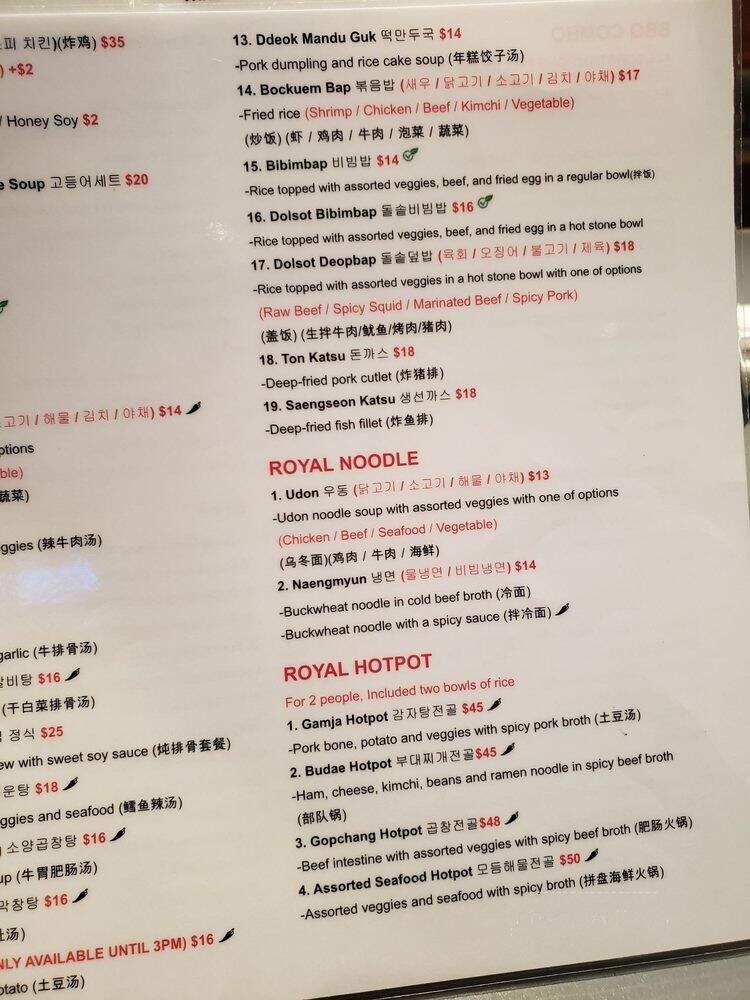 피 치킨)(炸鸡) $35
) +$2
/ Honey Soy $2
e Soup 고등어세트 $20
고기 / 해물 / 김치 / 야채) $14
ptions
ble)
蔬菜)
ggies (辣牛肉汤)
garlic (牛排骨汤)
갈비탕 $16
(干白菜排骨汤)
정식 $25
ew with sweet soy sauce (炖排骨套餐)
운탕 $18
ggies and seafood (鱈鱼辣汤)
) 소양곱창탕 $16
up (牛胃肥肠汤)
막창탕 $16
汤)
NLY AVAILABLE UNTIL 3PM) $16
otato (土豆汤)
13. Ddeok Mandu Guk 떡만두국 $14
-Pork dumpling and rice cake soup (年糕饺子汤)
14. Bockuem Bap 볶음밥 (새우 / 닭고기 / 소고기 / 김치 / 야채) $17
-Fried rice (Shrimp / Chicken / Beef / Kimchi / Vegetable)
(炒饭) (虾 / 鸡肉 / 牛肉 / 泡菜 / 蔬菜)
15. Bibimbap 비빔밥 $14
-Rice topped with assorted veggies, beef, and fried egg in a regular bowl(拌饭)
16. Dolsot Bibimbap 돌솥비빔밥 $16
-Rice topped with assorted veggies, beef, and fried egg in a hot stone bowl
17. Dolsot Deopbap 돌솥덮밥 (육회 / 오징어 / 불고기 / 제육) $18
-Rice topped with assorted veggies in a hot stone bowl with one of options
(Raw Beef / Spicy Squid / Marinated Beef / Spicy Pork)
(盖饭) (生拌牛肉/鱿鱼/烤肉/猪肉)
18. Ton Katsu 돈까스 $18
-Deep-fried pork cutlet (炸猪排)
19. Saengseon Katsu 생선까스 $18
-Deep-fried fish fillet (炸鱼排)
ROYAL NOODLE
1. Udon 우동 (닭고기 / 소고기 / 해물 / 야채) $13
-Udon noodle soup with assorted veggies with one of options
(Chicken / Beef / Seafood / Vegetable)
(乌冬面)(鸡肉 / 牛肉 / 海鲜)
2. Naengmyun 냉면 (물냉면 / 비빔냉면) $14
-Buckwheat noodle in cold beef broth (冷面)
-Buckwheat noodle with a spicy sauce (拌冷面)
ROYAL HOTPOT
For 2 people, Included two bowls of rice
1. Gamja Hotpot 감자탕전골 $45
-Pork bone, potato and veggies with spicy pork broth (土豆汤)
2. Budae Hotpot 부대찌개전골$45
-Ham, cheese, kimchi, beans and ramen noodle in spicy beef broth
(部队锅)
3. Gopchang Hotpot 곱창전골$48
-Beef intestine with assorted veggies with spicy beef broth (肥肠火锅)
4. Assorted Seafood Hotpot 모듬해물전골 $50
-Assorted veggies and seafood with spicy broth (拼盘海鲜火锅)